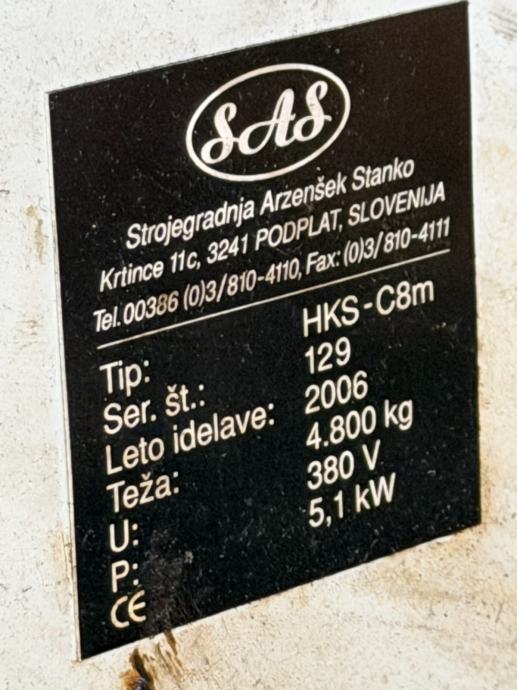 SAS
Strojegradnja Arzenšek Stanko
Krtince 11c, 3241 PODPLAT, SLOVENIJA
Tel. 00386 (0)3/810-4110, Fax: (0)3/810-4111
Tip: HKS-C8m
Ser. št.: 129
Leto idelave: 2006
Teža: 4.800 kg
U: 380 V
P: 5,1 kW
CE